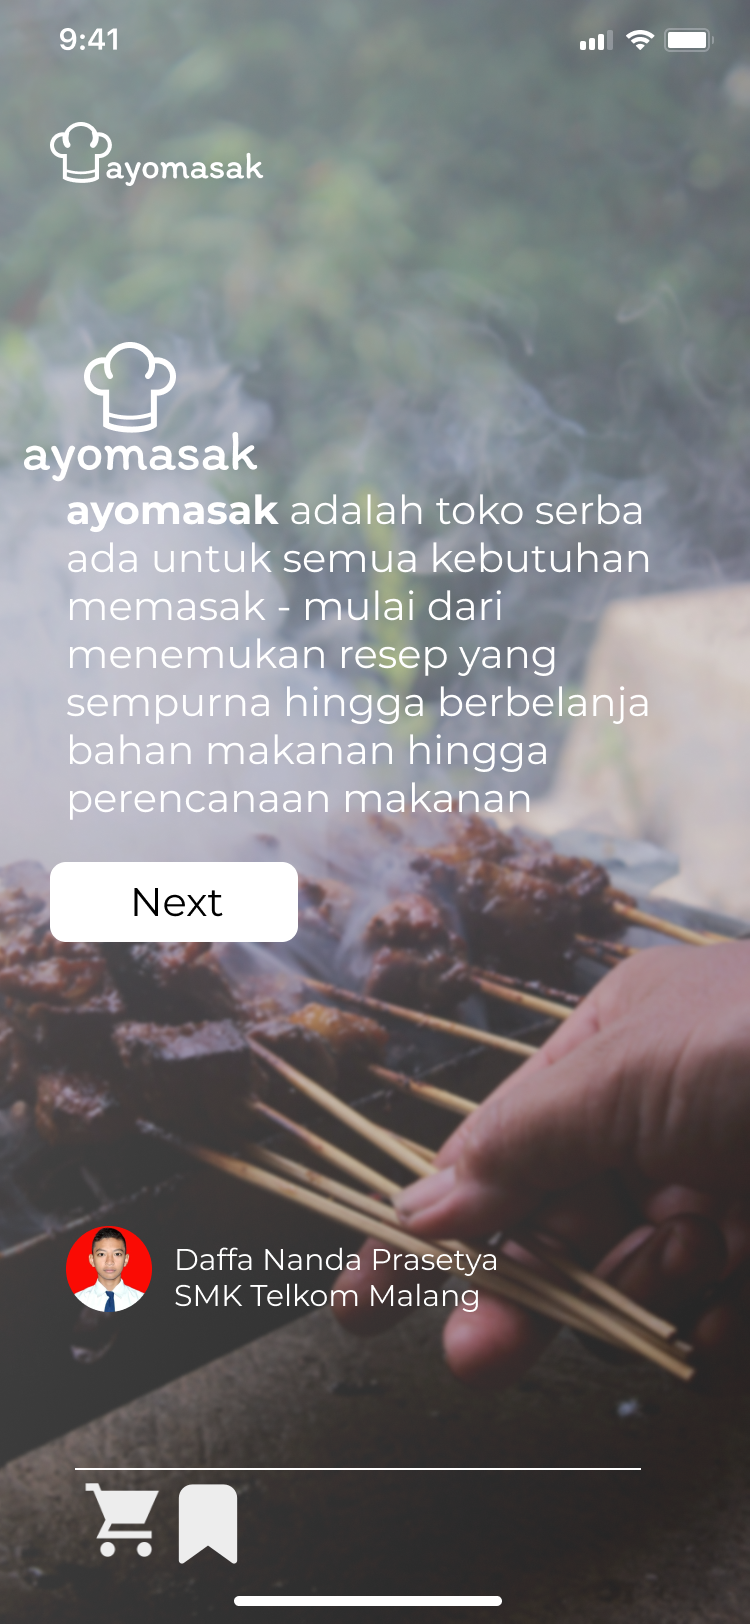 9:41
ayomasak
ayomasak
ayomasak adalah toko serba
ada untuk semua kebutuhan
memasak - mulai dari
menemukan resep yang
sempurna hingga berbelanja
bahan makanan hingga
perencanaan makanan
Next
Daffa Nanda Prasetya
SMK Telkom Malang